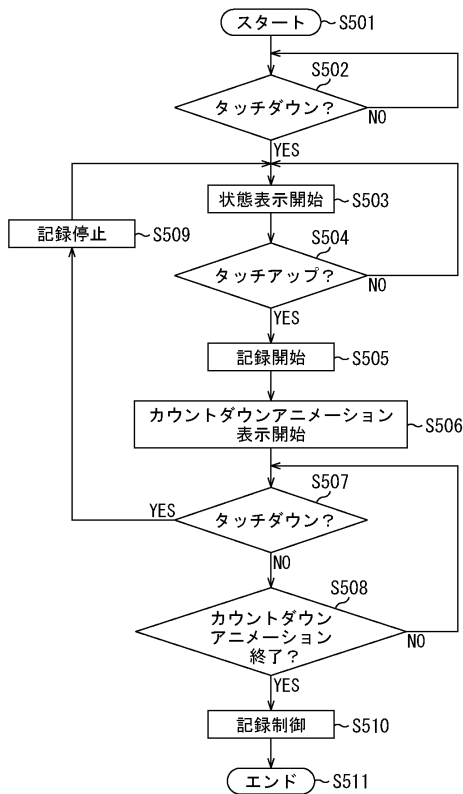 スタート
S501
S502
タッチダウン？
NO
YES
状態表示開始
S503
記録停止
S509
S504
タッチアップ？
NO
YES
記録開始
S505
カウントダウンアニメーション
表示開始
S506
S507
YES
タッチダウン？
NO
S508
カウントダウン
アニメーション
終了？
NO
YES
記録制御
S510
エンド
S511